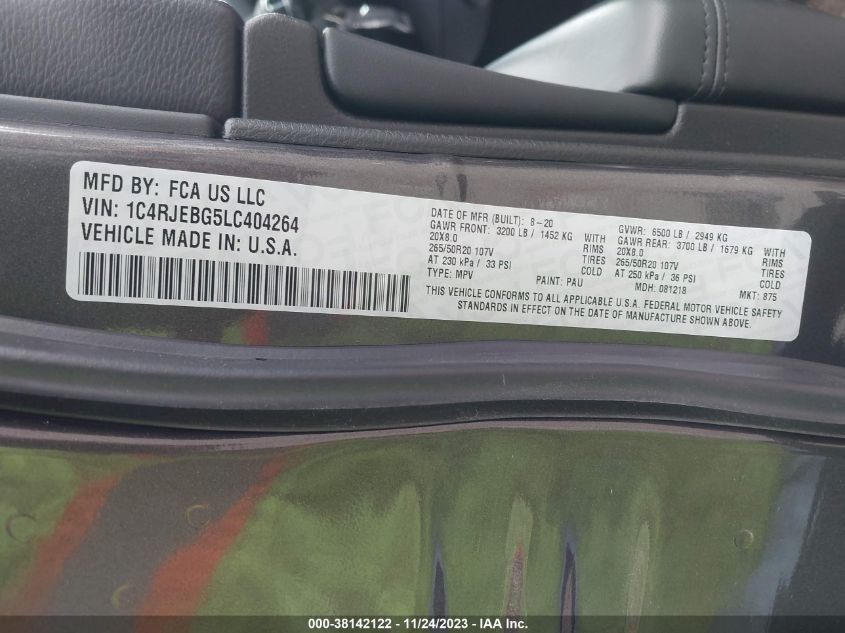 MFD BY: FCA US LLC
VIN: 1C4RJEBG5LC404264
VEHICLE MADE IN: U.S.A.
DATE OF MFR (BUILT): 8-20
GAWR FRONT: 3200 LB / 1452 KG WITH
20X8.0 RIMS
265/50R20 107V TIRES
AT 230 kPa / 33 PSI COLD
TYPE: MPV PAINT: PAU
GVWR: 6500 LB / 2949 KG
GAWR REAR: 3700 LB / 1679 KG WITH
20X8.0 RIMS
265/50R20 107V TIRES
AT 250 kPa / 36 PSI COLD
MDH: 081218 MKT: 875
THIS VEHICLE CONFORMS TO ALL APPLICABLE U.S.A. FEDERAL MOTOR VEHICLE SAFETY
STANDARDS IN EFFECT ON THE DATE OF MANUFACTURE SHOWN ABOVE.
000-38142122 - 11/24/2023 - IAA Inc.